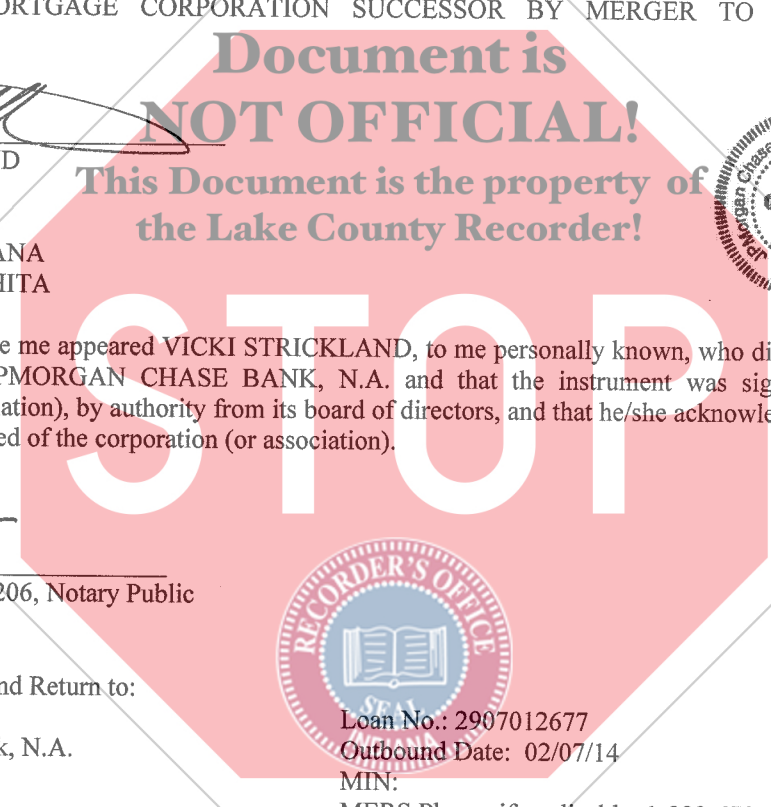 ORTGAGE CORPORATION SUCCESSOR BY MERGER TO
Document is
NOT OFFICIAL!
D
This Document is the property of
the Lake County Recorder!
JPMorgan Chase
ANA
HITA
STOP
e me appeared VICKI STRICKLAND, to me personally known, who di
PMORGAN CHASE BANK, N.A. and that the instrument was sig
ation), by authority from its board of directors, and that he/she acknowle
ed of the corporation (or association).
206, Notary Public
RECORDER'S OFFICE
SEAL
INDIANA
nd Return to:
Loan No.: 2907012677
k, N.A.
Outbound Date: 02/07/14
MIN: